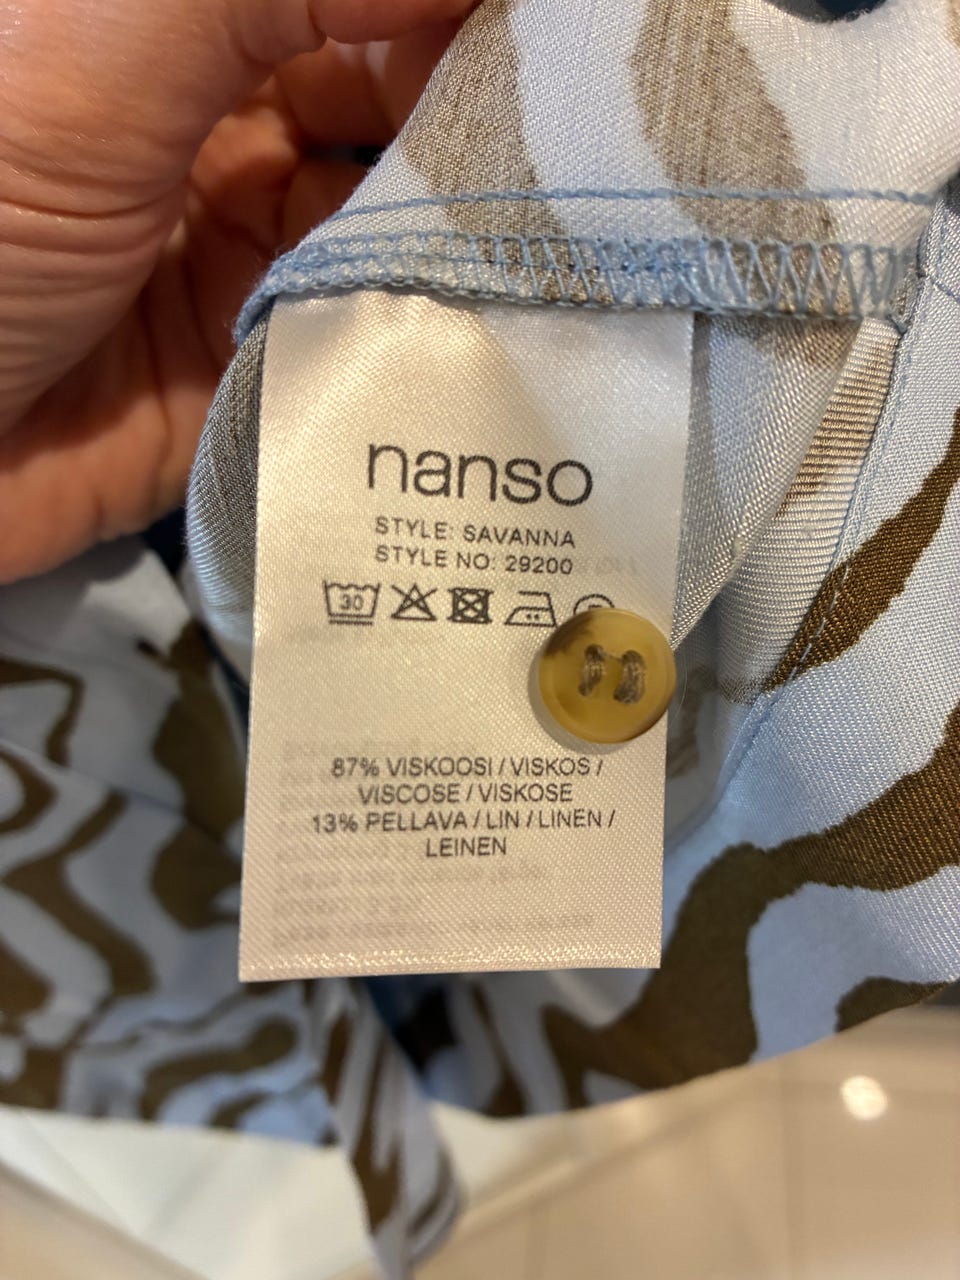 nanso
STYLE: SAVANNA
STYLE NO: 29200
30
87% VISKOOSI / VISKOS /
VISCOSE / VISKOSE
13% PELLAVA / LIN / LINEN /
LEINEN